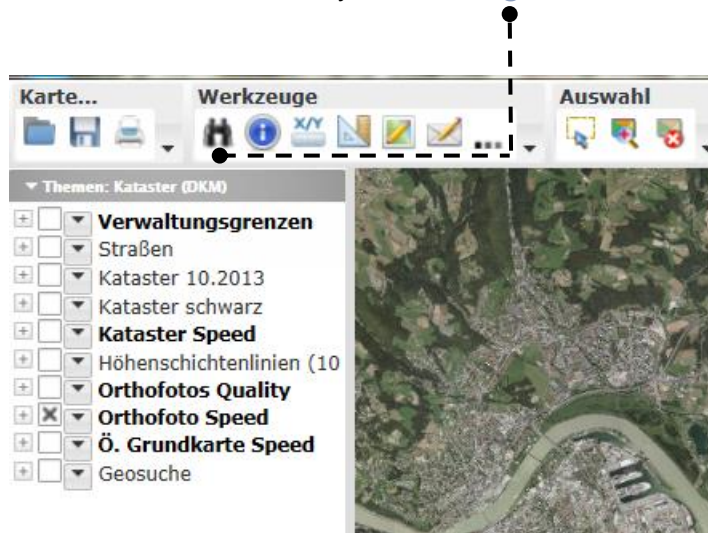 Karte...
Werkzeuge
Auswahl
X/Y
Themen: Kataster (DKM)
Verwaltungsgrenzen
Straßen
Kataster 10.2013
Kataster schwarz
Kataster Speed
Höhenschichtenlinien (10
Orthofotos Quality
Orthofoto Speed
Ö. Grundkarte Speed
Geosuche